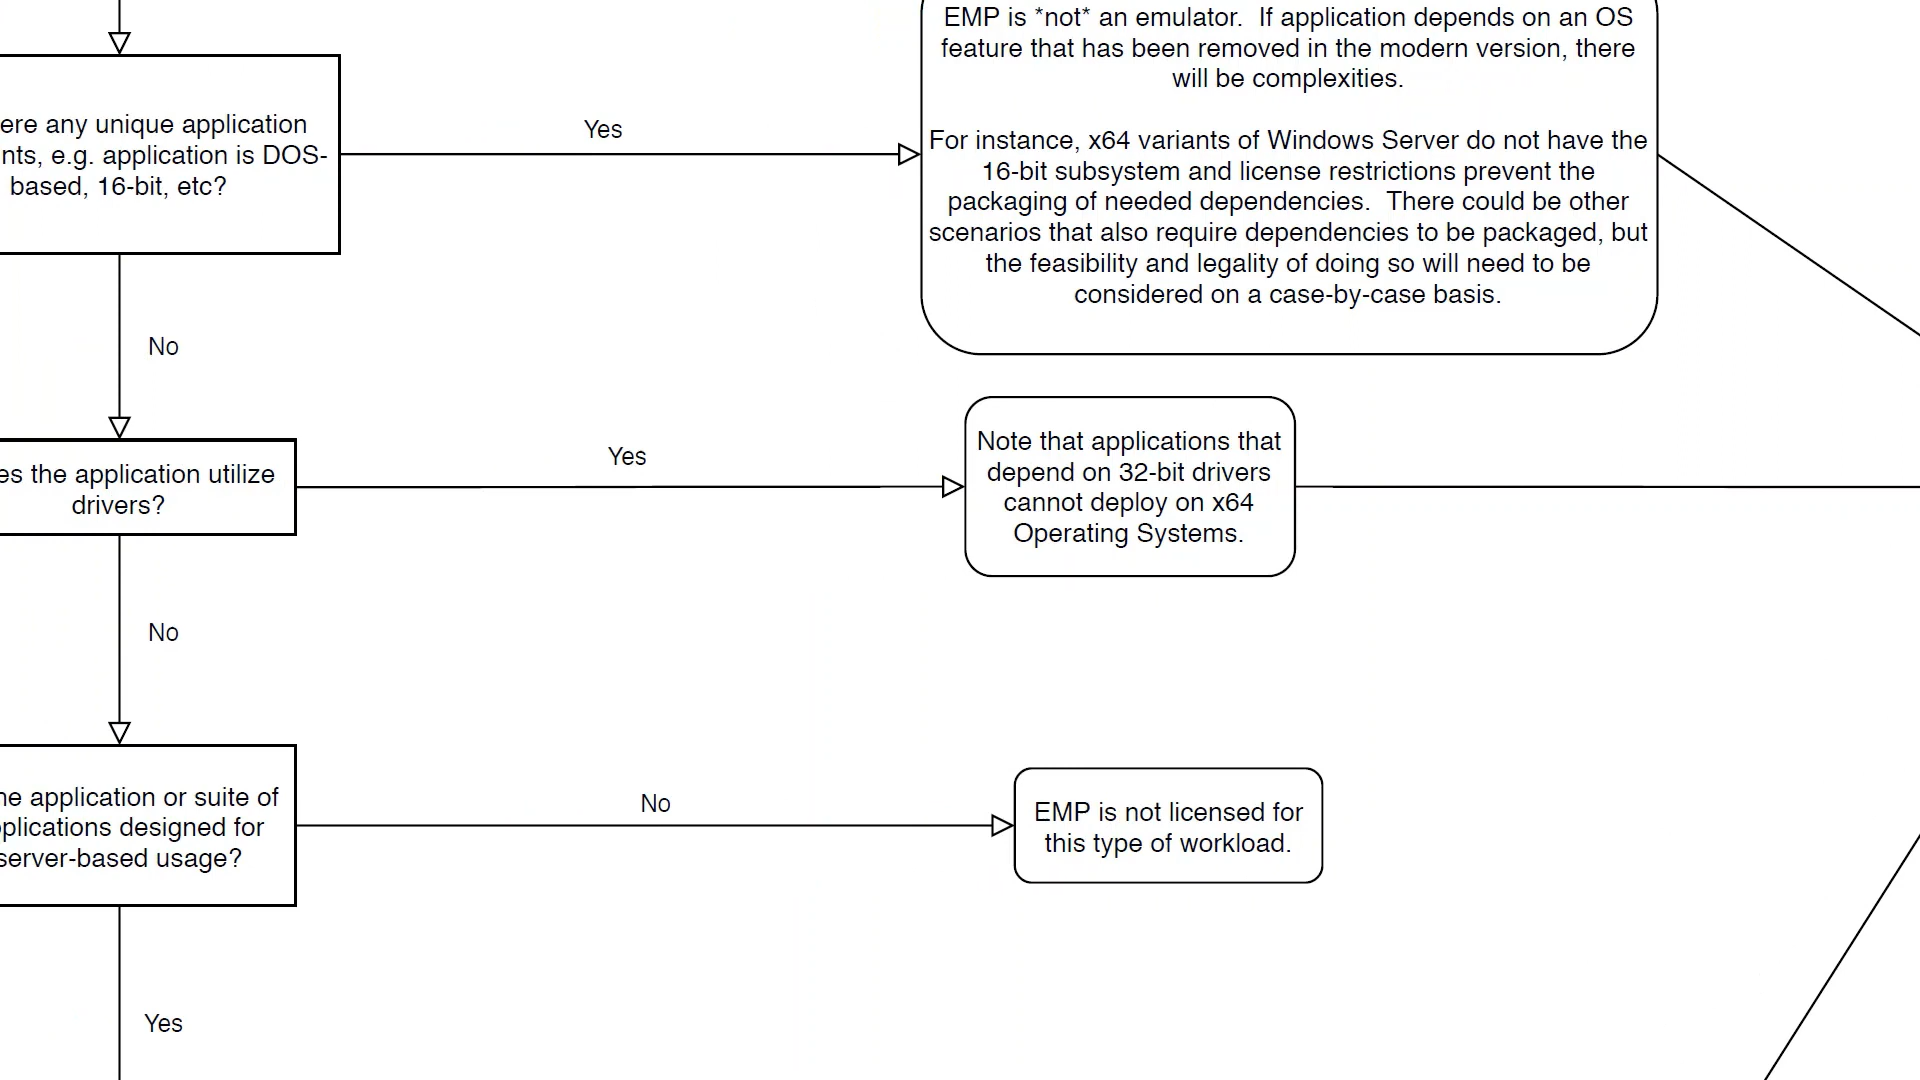 EMP is *not* an emulator.  If application depends on an OS
feature that has been removed in the modern version, there
will be complexities.
For instance, x64 variants of Windows Server do not have the
16-bit subsystem and license restrictions prevent the
packaging of needed dependencies.  There could be other
scenarios that also require dependencies to be packaged, but
the feasibility and legality of doing so will need to be
considered on a case-by-case basis.
ere any unique application
nts, e.g. application is DOS-
based, 16-bit, etc?
Yes
No
es the application utilize
drivers?
Yes
Note that applications that
depend on 32-bit drivers
cannot deploy on x64
Operating Systems.
No
he application or suite of
plications designed for
server-based usage?
No
EMP is not licensed for
this type of workload.
Yes